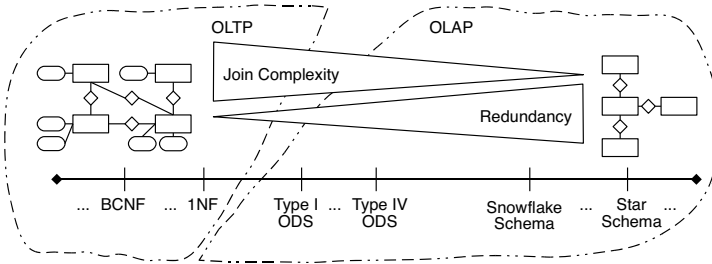 OLTP OLAP
Join Complexity
Redundancy
... BCNF ... 1NF Type I ... Type IV Snowflake ... Star ...
ODS ODS Schema Schema